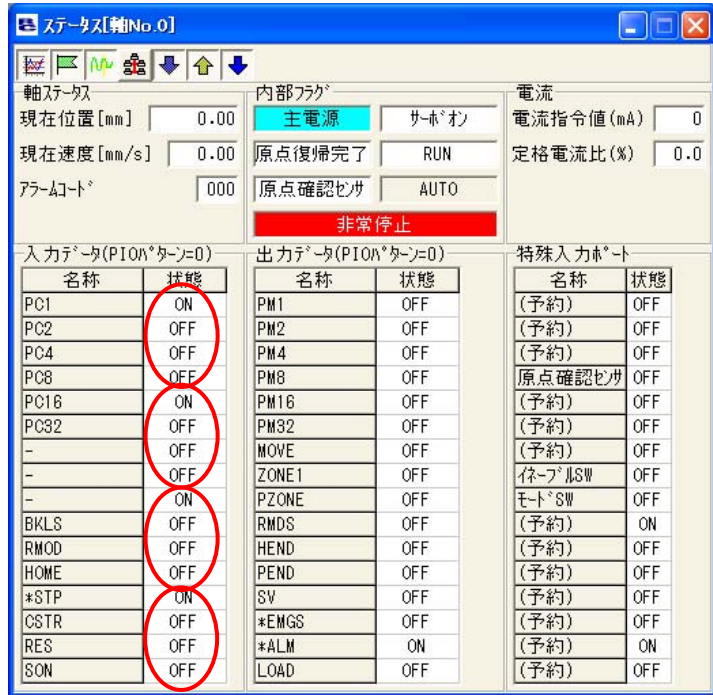 ステータス[軸No.0]
軸ステータス 内部フラグ 電流
現在位置[mm] 0.00 主電源 サーボオン 電流指令値(mA) 0
現在速度[mm/s] 0.00 原点復帰完了 RUN 定格電流比(%) 0.0
アラームコード 000 原点確認センサ AUTO
非常停止
入力データ(PIOパターン=0) 出力データ(PIOパターン=0) 特殊入力ポート
名称 状態 名称 状態 名称 状態
PC1 ON PM1 OFF (予約) OFF
PC2 OFF PM2 OFF (予約) OFF
PC4 OFF PM4 OFF (予約) OFF
PC8 OFF PM8 OFF 原点確認センサ OFF
PC16 ON PM16 OFF (予約) OFF
PC32 OFF PM32 OFF (予約) OFF
- OFF MOVE OFF (予約) OFF
- OFF ZONE1 OFF イネーブルSW OFF
- ON PZONE OFF モードSW OFF
BKLS OFF RMDS OFF (予約) ON
RMOD OFF HEND OFF (予約) OFF
HOME OFF PEND OFF (予約) OFF
*STP ON SV OFF (予約) OFF
CSTR OFF *EMGS OFF (予約) OFF
RES OFF *ALM ON (予約) ON
SON OFF LOAD OFF (予約) OFF